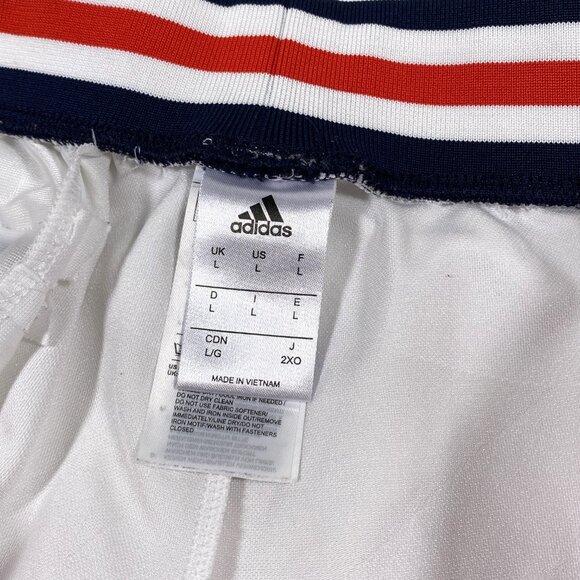 adidas
UK US F
L L L
D I E
L L L
CDN J
L/G 2XO
MADE IN VIETNAM
DO NOT DRY CLEAN
DO NOT USE FABRIC SOFTENER/
WASH AND IRON INSIDE OUT/REMOVE
IMMEDIATELY/LINE DRY/DO NOT
IRON MOTIF/WASH WITH FASTENERS
CLOSED